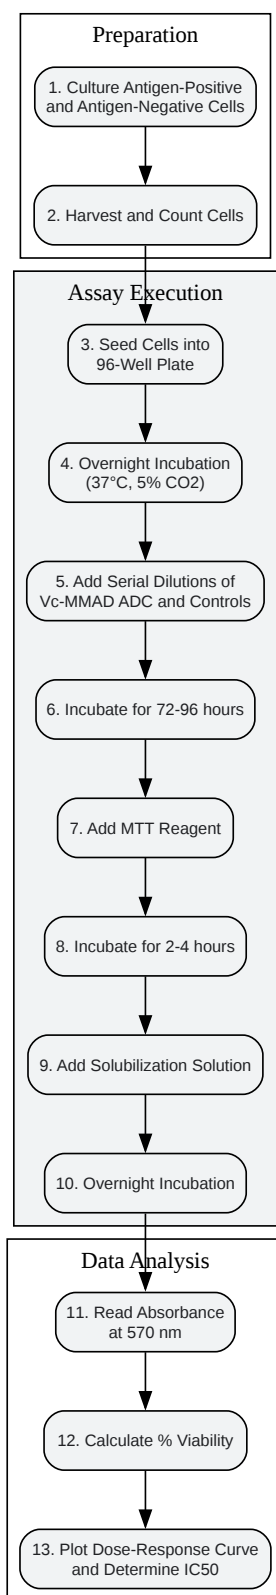 Preparation
1. Culture Antigen-Positive
and Antigen-Negative Cells
2. Harvest and Count Cells
Assay Execution
3. Seed Cells into
96-Well Plate
4. Overnight Incubation
(37°C, 5% CO2)
5. Add Serial Dilutions of
Vc-MMAD ADC and Controls
6. Incubate for 72-96 hours
7. Add MTT Reagent
8. Incubate for 2-4 hours
9. Add Solubilization Solution
10. Overnight Incubation
Data Analysis
11. Read Absorbance
at 570 nm
12. Calculate % Viability
13. Plot Dose-Response Curve
and Determine IC50